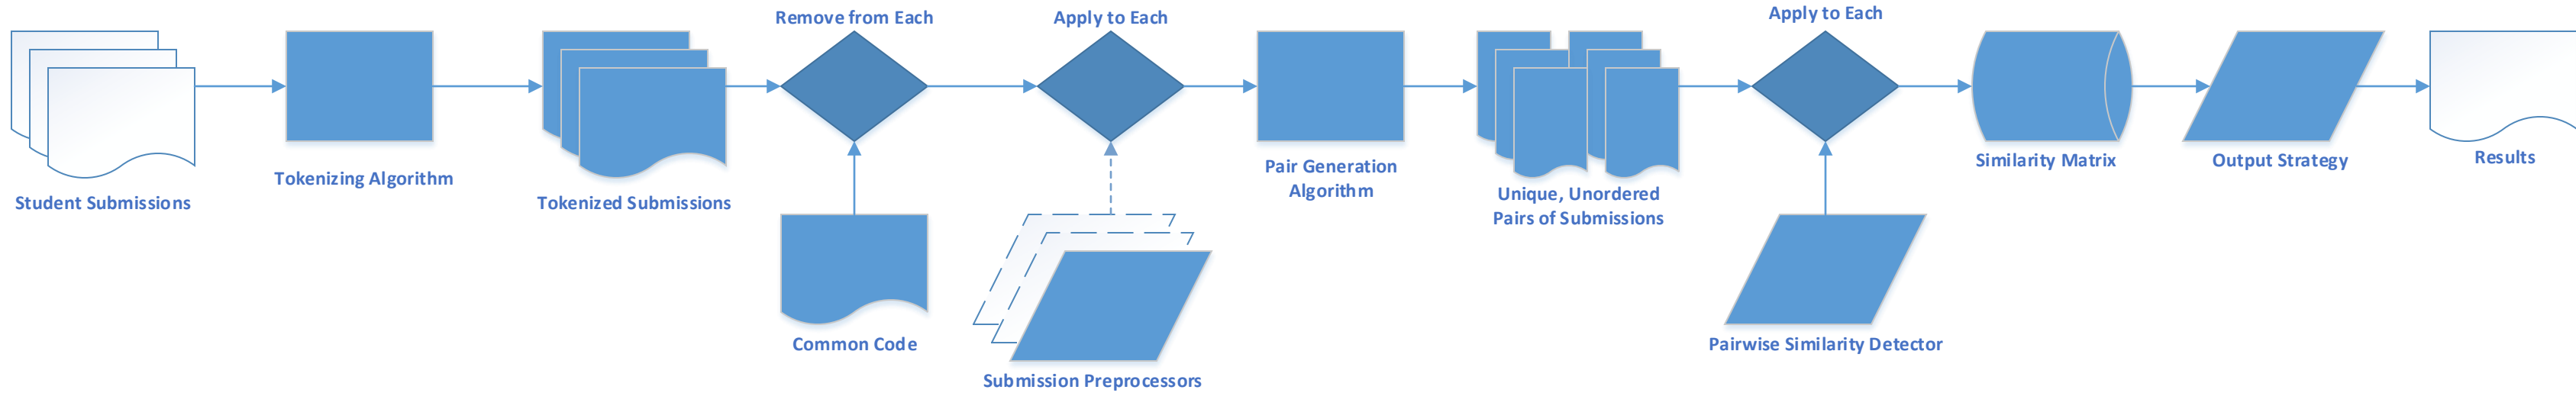 Remove from Each
Apply to Each
Apply to Each
Student Submissions
Tokenizing Algorithm
Tokenized Submissions
Common Code
Submission Preprocessors
Pair Generation
Algorithm
Unique, Unordered
Pairs of Submissions
Pairwise Similarity Detector
Similarity Matrix
Output Strategy
Results